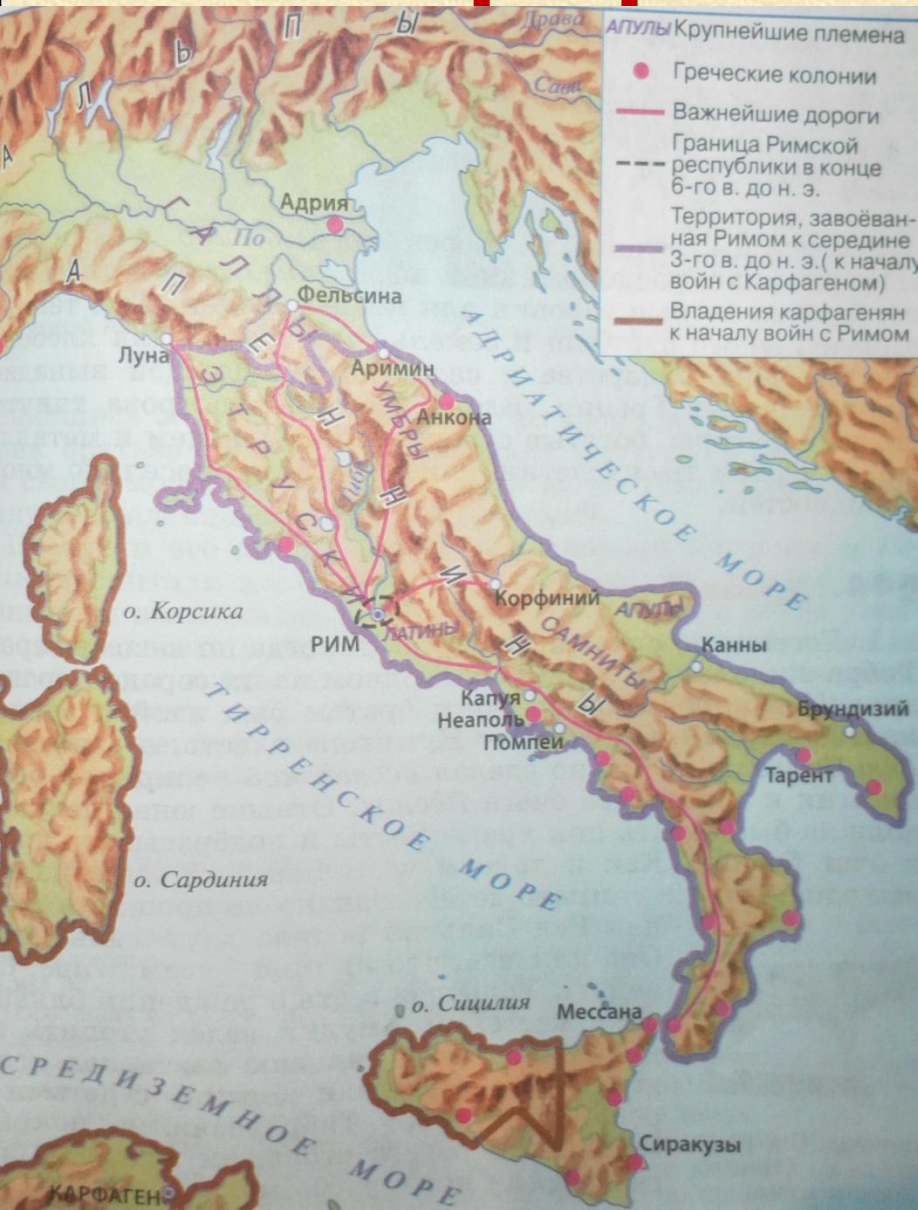 АПУЛЫ Крупнейшие племена
Греческие колонии
Важнейшие дороги
Граница Римской
республики в конце
6-го в. до н. э.
Территория, завоёван-
ная Римом к середине
3-го в. до н. э.( к началу
войн с Карфагеном)
Владения карфагенян
к началу войн с Римом
Драва
Сава
АЛЬПЫ
ГАЛЛЫ
Адрия
По
АПЕННИНЫ
Фельсина
Луна
Аримин
ЭТРУСКИ
УМБРЫ
Анкона
АДРИАТИЧЕСКОЕ МОРЕ
о. Корсика
РИМ
ЛАТИНЫ
Корфиний
АПУЛЫ
САМНИТЫ
Канны
Капуя
Неаполь
Помпеи
Брундизий
Тарент
ТИРРЕНСКОЕ МОРЕ
о. Сардиния
о. Сицилия
Мессана
СРЕДИЗЕМНОЕ МОРЕ
Сиракузы
КАРФАГЕН